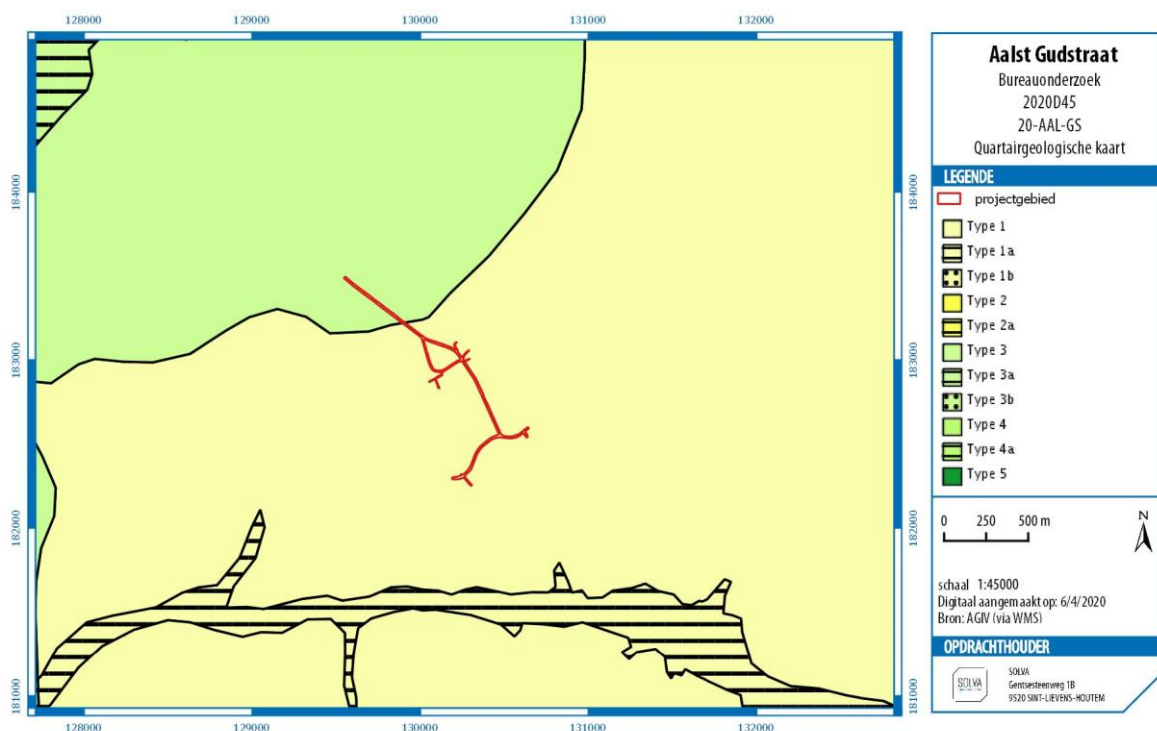 128000 129000 130000 131000 132000
184000 184000
183000 183000
182000 182000
181000 181000
128000 129000 130000 131000 132000
Aalst Gudstraat
Bureauonderzoek
2020D45
20-AAL-GS
Quartairgeologische kaart
LEGENDE
projectgebied
Type 1
Type 1a
Type 1b
Type 2
Type 2a
Type 3
Type 3a
Type 3b
Type 4
Type 4a
Type 5
0 250 500 m
N
schaal 1:45000
Digitaal aangemaakt op: 6/4/2020
Bron: AGIV (via WMS)
OPDRACHTHOUDER
SOLVA
SOLVA
Gentsesteenweg 1B
9520 SINT-LIEVENS-HOUTEM